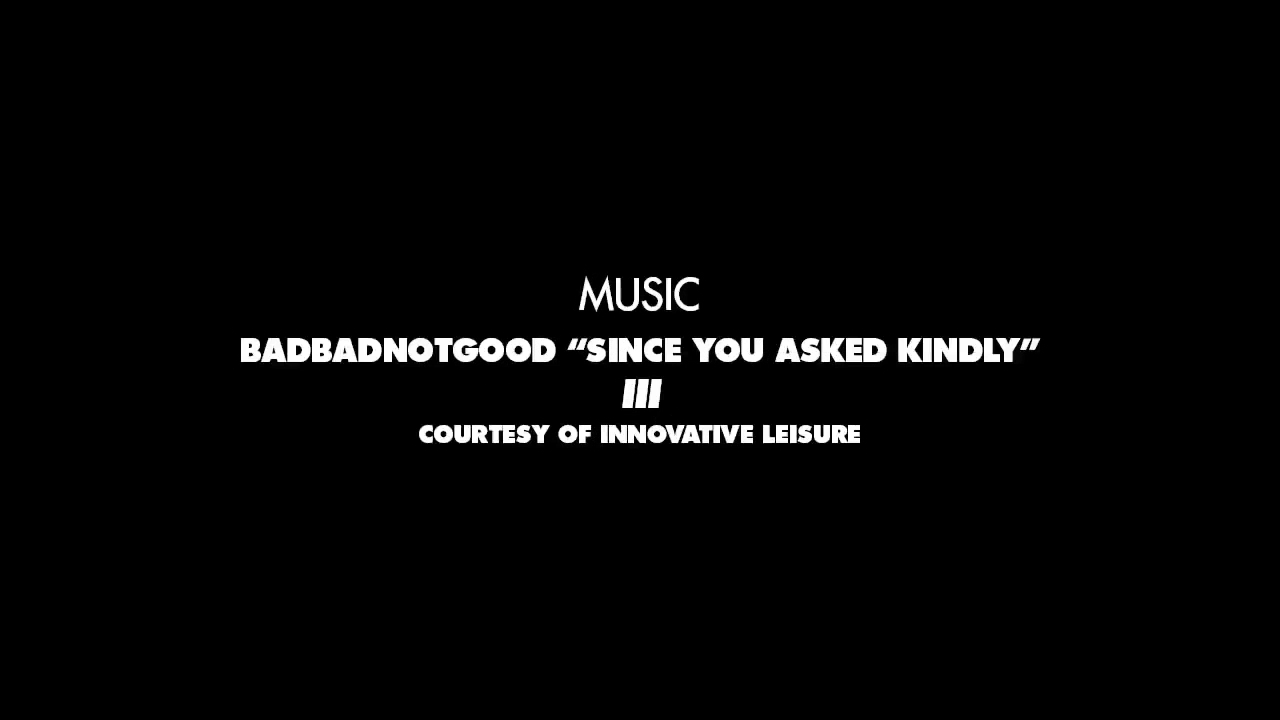 MUSIC
BADBADNOTGOOD “SINCE YOU ASKED KINDLY”
III
COURTESY OF INNOVATIVE LEISURE